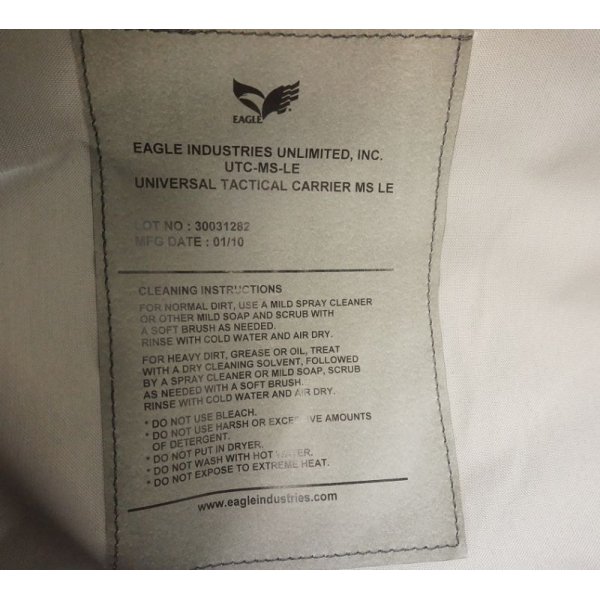 EAGLE
EAGLE INDUSTRIES UNLIMITED, INC.
UTC-MS-LE
UNIVERSAL TACTICAL CARRIER MS LE
LOT NO : 30031282
MFG DATE : 01/10
CLEANING INSTRUCTIONS
FOR NORMAL DIRT, USE A MILD SPRAY CLEANER
OR OTHER MILD SOAP AND SCRUB WITH
A SOFT BRUSH AS NEEDED.
RINSE WITH COLD WATER AND AIR DRY.
FOR HEAVY DIRT, GREASE OR OIL, TREAT
WITH A DRY CLEANING SOLVENT, FOLLOWED
BY A SPRAY CLEANER OR MILD SOAP, SCRUB
AS NEEDED WITH A SOFT BRUSH.
RINSE WITH COLD WATER AND AIR DRY.
* DO NOT USE BLEACH.
* DO NOT USE HARSH OR EXCESSIVE AMOUNTS
OF DETERGENT.
* DO NOT PUT IN DRYER.
* DO NOT WASH WITH HOT WATER.
* DO NOT EXPOSE TO EXTREME HEAT.
www.eagleindustries.com